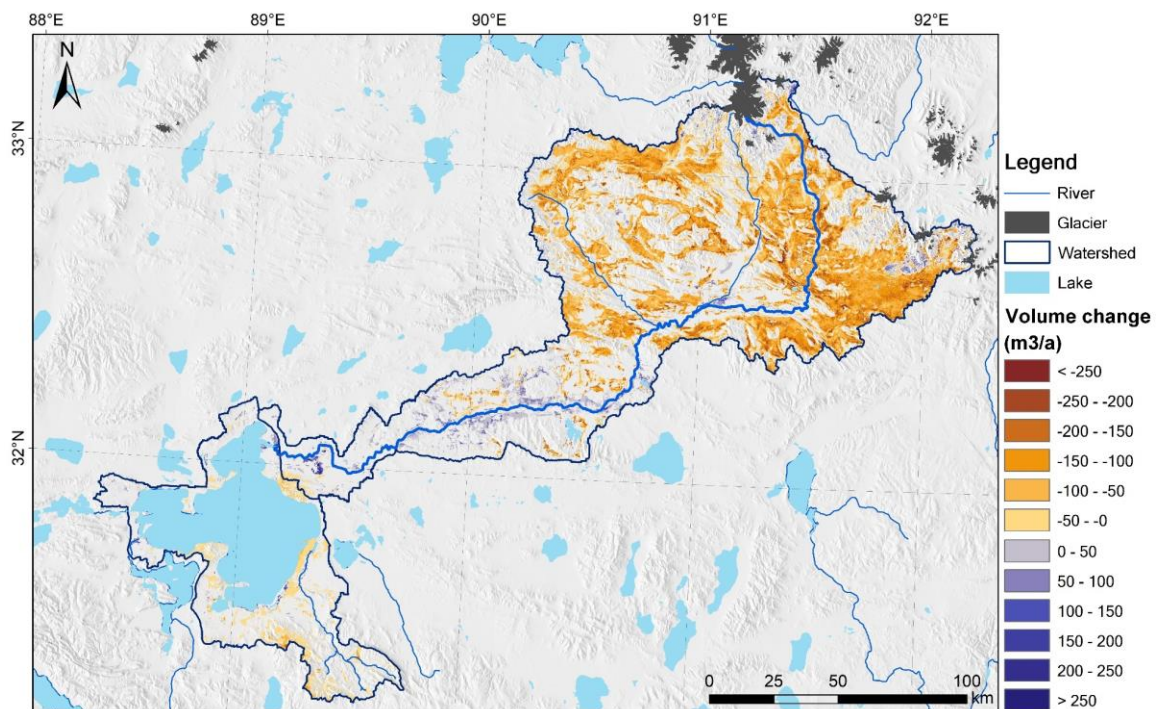 88°E
89°E
90°E
91°E
92°E
N
33°N
32°N
Legend
River
Glacier
Watershed
Lake
Volume change
(m3/a)
< -250
-250 - -200
-200 - -150
-150 - -100
-100 - -50
-50 - -0
0 - 50
50 - 100
100 - 150
150 - 200
200 - 250
> 250
0 25 50 100
km